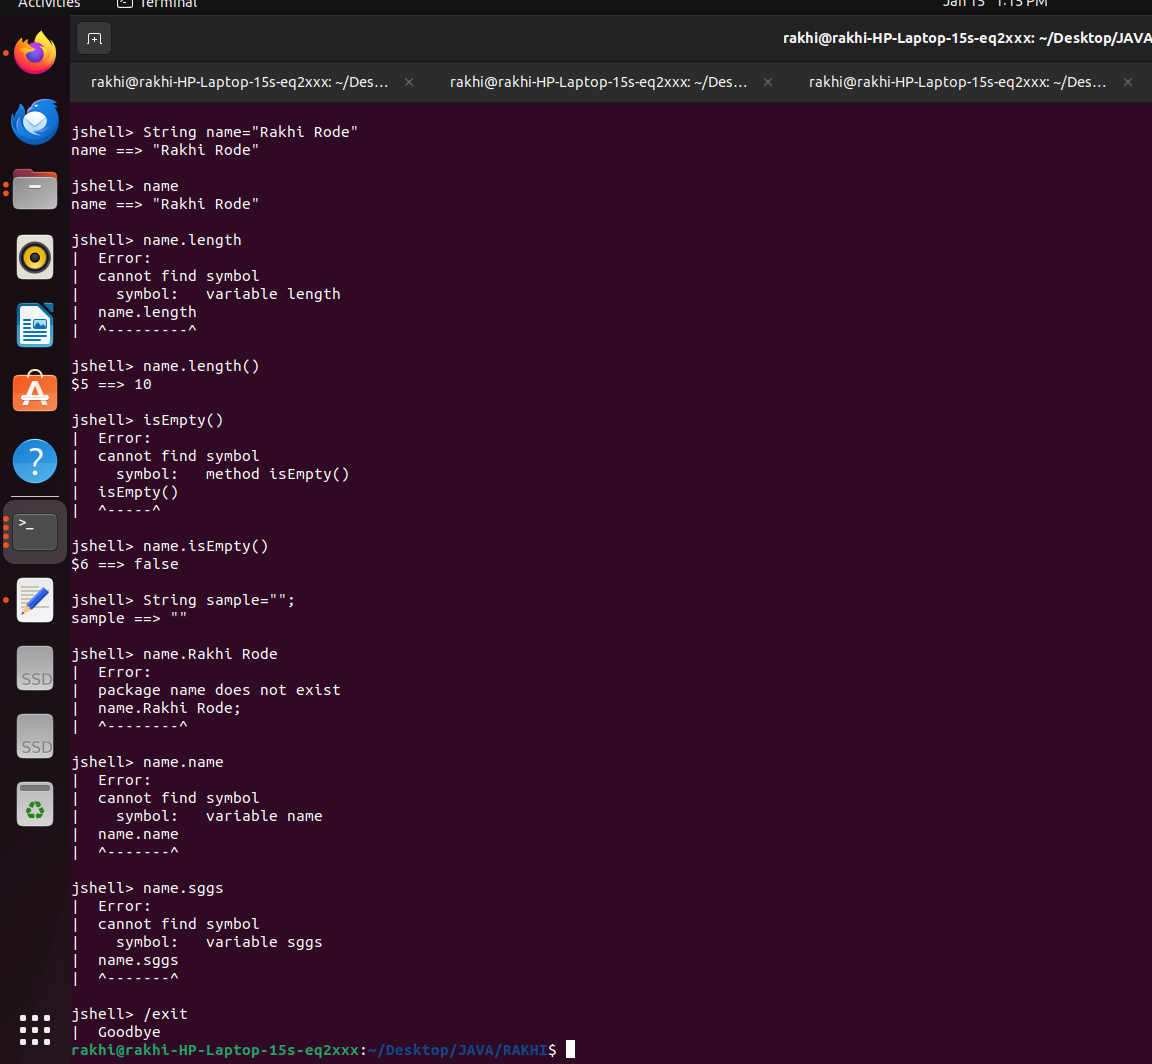 Activities
Terminal
Jan 15 1:15 PM
rakhi@rakhi-HP-Laptop-15s-eq2xxx: ~/Desktop/JAVA
rakhi@rakhi-HP-Laptop-15s-eq2xxx: ~/Des…
rakhi@rakhi-HP-Laptop-15s-eq2xxx: ~/Des…
rakhi@rakhi-HP-Laptop-15s-eq2xxx: ~/Des…
jshell> String name="Rakhi Rode"
name ==> "Rakhi Rode"
jshell> name
name ==> "Rakhi Rode"
jshell> name.length
|  Error:
|  cannot find symbol
|    symbol:   variable length
|  name.length
|  ^---------^
jshell> name.length()
$5 ==> 10
jshell> isEmpty()
|  Error:
|  cannot find symbol
|    symbol:   method isEmpty()
|  isEmpty()
|  ^-----^
jshell> name.isEmpty()
$6 ==> false
jshell> String sample="";
sample ==> ""
jshell> name.Rakhi Rode
|  Error:
|  package name does not exist
|  name.Rakhi Rode;
|  ^--------^
jshell> name.name
|  Error:
|  cannot find symbol
|    symbol:   variable name
|  name.name
|  ^-------^
jshell> name.sggs
|  Error:
|  cannot find symbol
|    symbol:   variable sggs
|  name.sggs
|  ^-------^
jshell> /exit
|  Goodbye
rakhi@rakhi-HP-Laptop-15s-eq2xxx:~/Desktop/JAVA/RAKHI$
?
>_
SSD
SSD